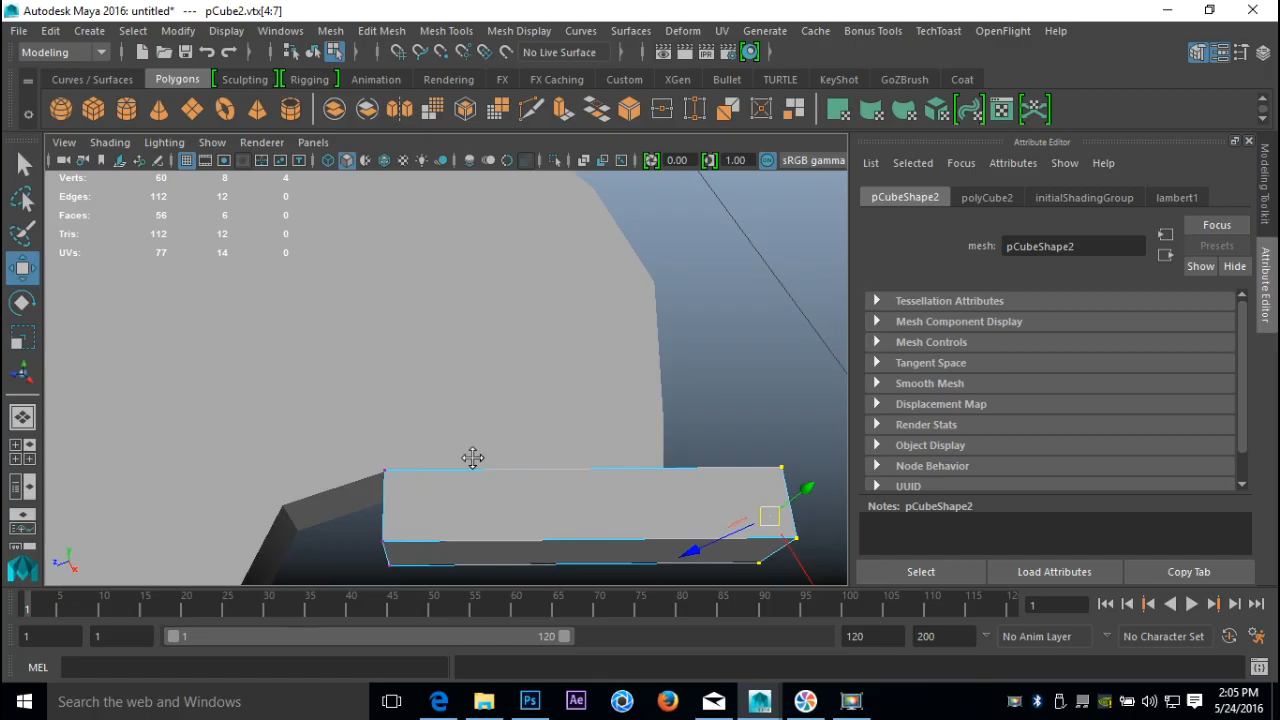 Autodesk Maya 2016: untitled*   ---   pCube2.vtx[4:7]
File Edit Create Select Modify Display Windows Mesh Edit Mesh Mesh Tools Mesh Display Curves Surfaces Deform UV Generate Cache Bonus Tools TechToast OpenFlight Help
Modeling No Live Surface
Curves / Surfaces Polygons Sculpting Rigging Animation Rendering FX FX Caching Custom XGen Bullet TURTLE KeyShot GoZBrush Coat
View Shading Lighting Show Renderer Panels
Attribute Editor
0.00 1.00 sRGB gamma
List Selected Focus Attributes Show Help
Verts: 60 8 4
Edges: 112 12 0
Faces: 56 6 0
Tris: 112 12 0
UVs: 77 14 0
pCubeShape2 polyCube2 initialShadingGroup lambert1
Focus
mesh: pCubeShape2 Presets
Show Hide
Tessellation Attributes
Mesh Component Display
Mesh Controls
Tangent Space
Smooth Mesh
Displacement Map
Render Stats
Object Display
Node Behavior
UUID
Notes: pCubeShape2
Select Load Attributes Copy Tab
Modeling Toolkit
Attribute Editor
y
z
x
1 5 10 15 20 25 30 35 40 45 50 55 60 65 70 75 80 85 90 95 100 105 110 115 12 1
1 1 1 120 120 200 No Anim Layer No Character Set
MEL
Search the web and Windows
Ps Ae
2:05 PM
5/24/2016